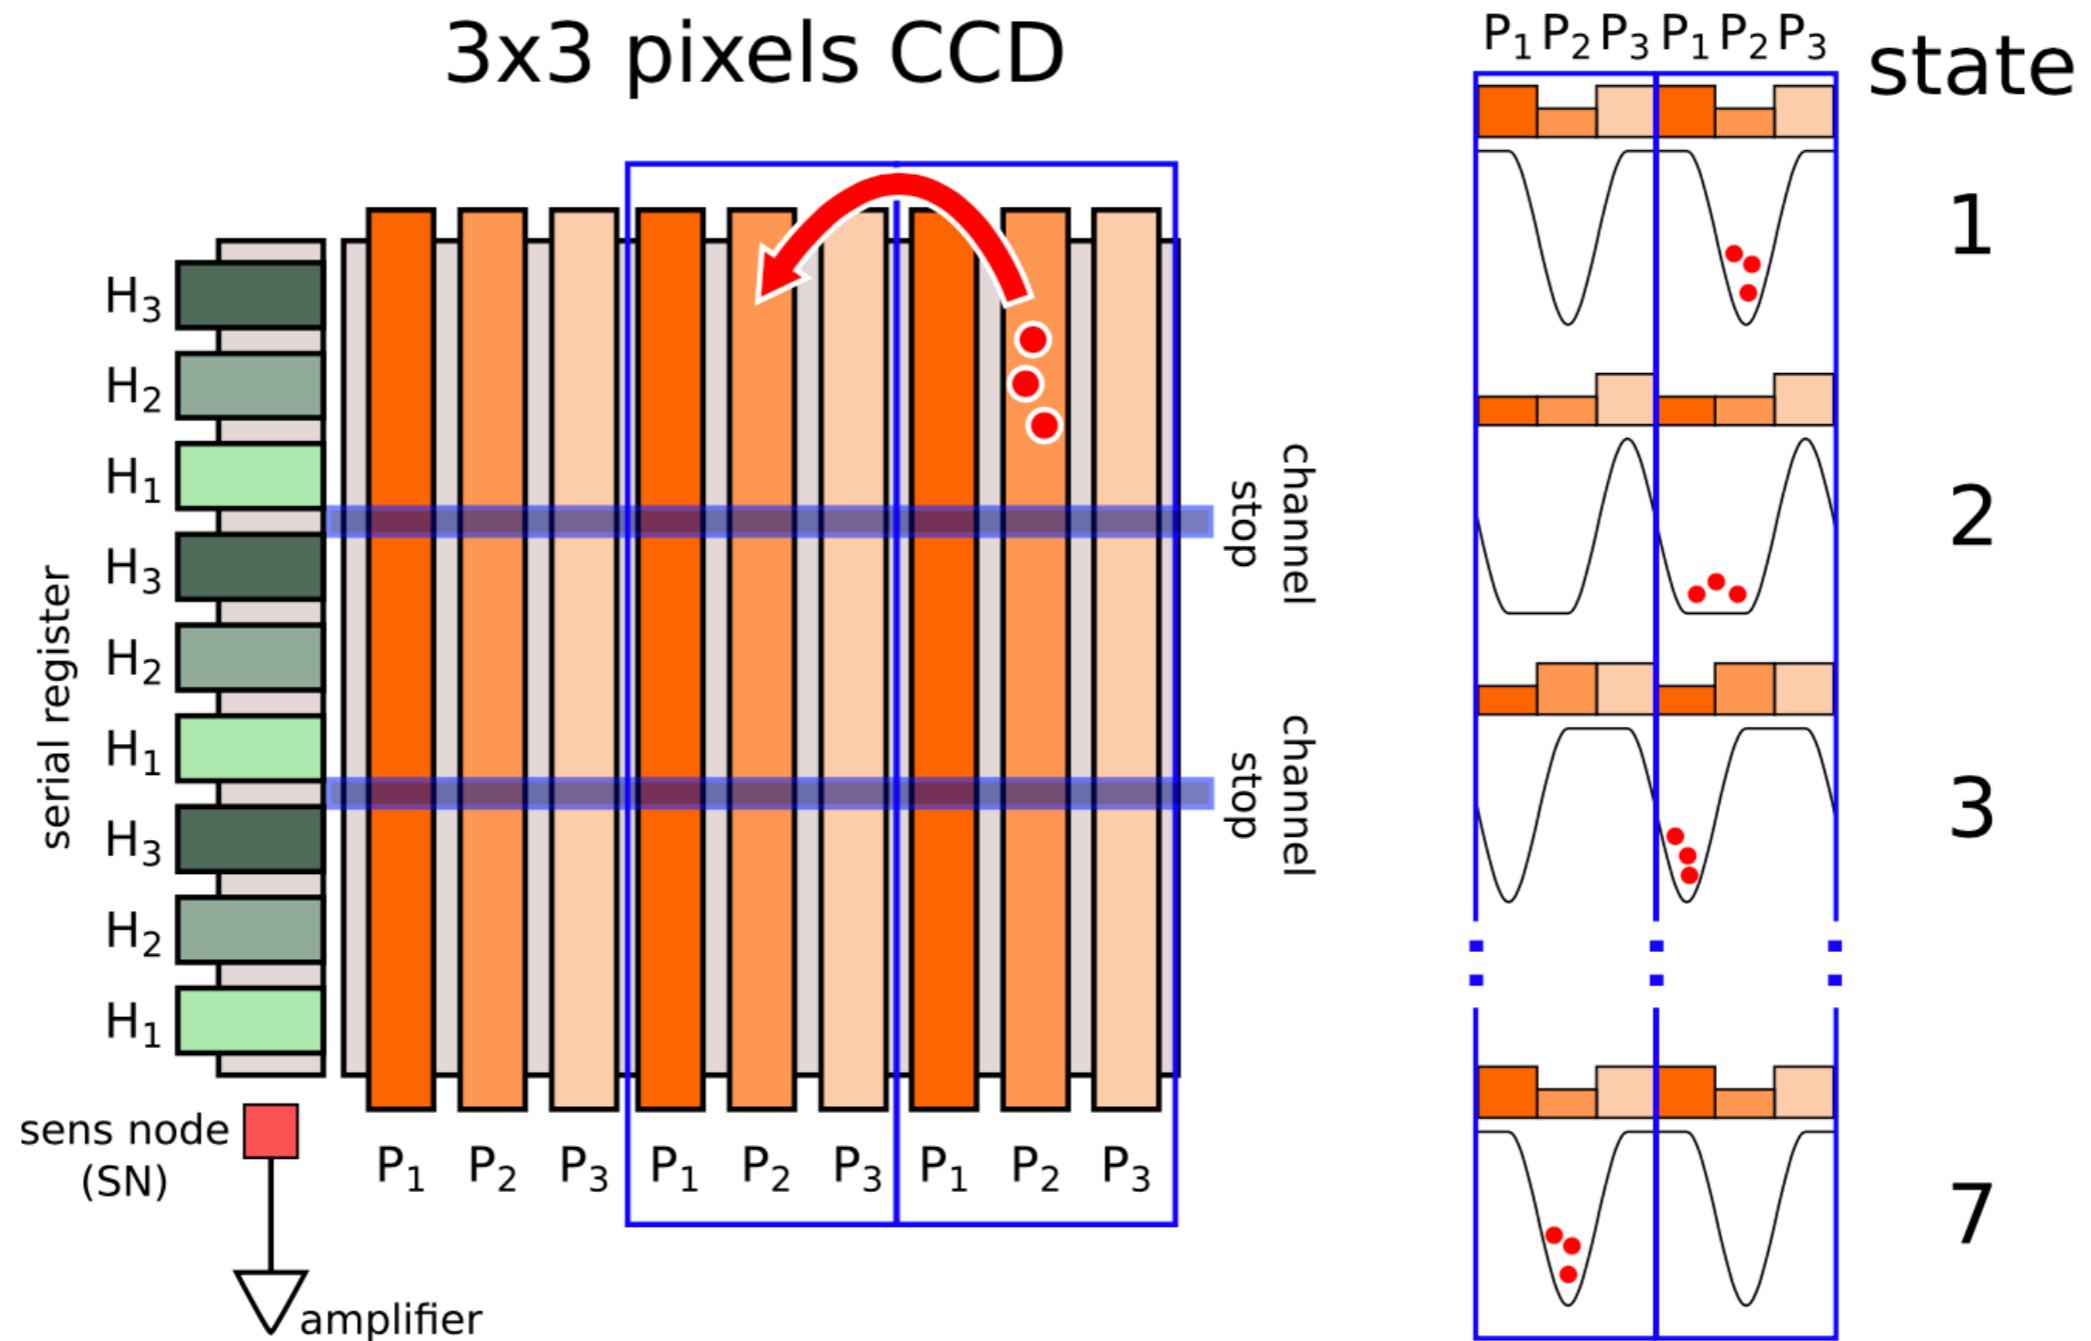 3x3 pixels CCD
P₁ P₂ P₃ P₁ P₂ P₃
state
1
2
3
7
H₃
H₂
H₁
H₃
H₂
H₁
H₃
H₂
H₁
serial register
channel
stop
channel
stop
sens node
(SN)
amplifier
P₁ P₂ P₃ P₁ P₂ P₃ P₁ P₂ P₃